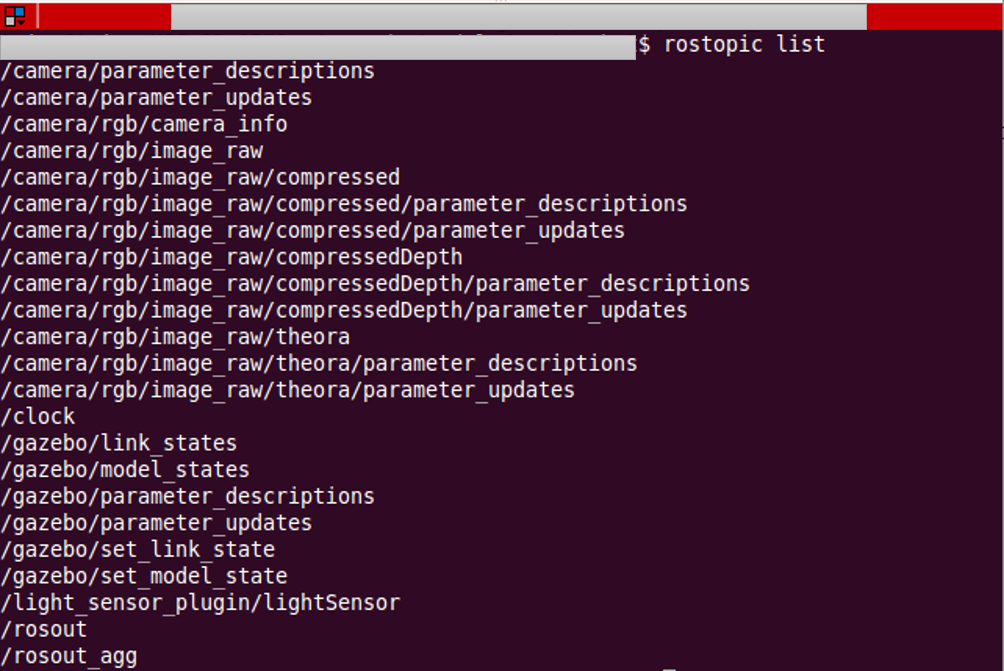 $ rostopic list
/camera/parameter_descriptions
/camera/parameter_updates
/camera/rgb/camera_info
/camera/rgb/image_raw
/camera/rgb/image_raw/compressed
/camera/rgb/image_raw/compressed/parameter_descriptions
/camera/rgb/image_raw/compressed/parameter_updates
/camera/rgb/image_raw/compressedDepth
/camera/rgb/image_raw/compressedDepth/parameter_descriptions
/camera/rgb/image_raw/compressedDepth/parameter_updates
/camera/rgb/image_raw/theora
/camera/rgb/image_raw/theora/parameter_descriptions
/camera/rgb/image_raw/theora/parameter_updates
/clock
/gazebo/link_states
/gazebo/model_states
/gazebo/parameter_descriptions
/gazebo/parameter_updates
/gazebo/set_link_state
/gazebo/set_model_state
/light_sensor_plugin/lightSensor
/rosout
/rosout_agg